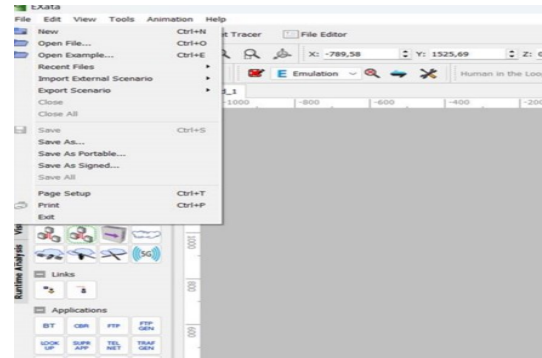 EXata
File Edit View Tools Animation Help
New Ctrl+N
Open File... Ctrl+O
Open Example... Ctrl+E
Recent Files
Import External Scenario
Export Scenario
Close
Close All
Save Ctrl+S
Save As...
Save As Portable...
Save As Signed...
Save All
Page Setup Ctrl+T
Print Ctrl+P
Exit
t Tracer File Editor
X: -789,58 Y: 1525,69 Z:
E Emulation Human in the Loo
-1000 -800 -600 -400 -200
1000
800
600
Runtime Analysis
5G
Links
Applications
BT CBR FTP FTP GEN
LOOK UP SUPR APP TEL NET TRAF GEN